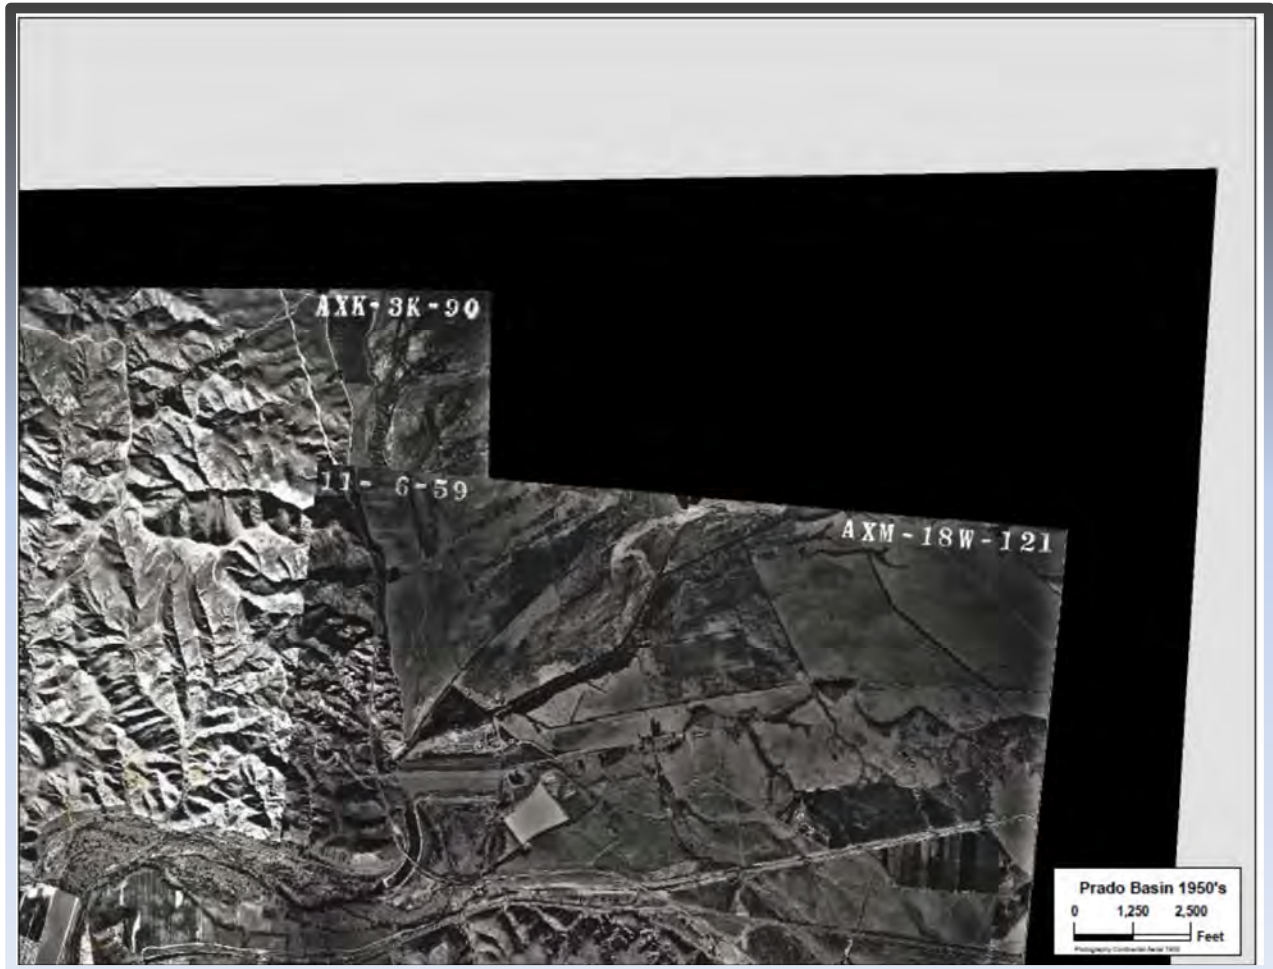 AXK-3K-90
11- 6-59
AXM-18W-121
Prado Basin 1950's
0 1,250 2,500
Feet